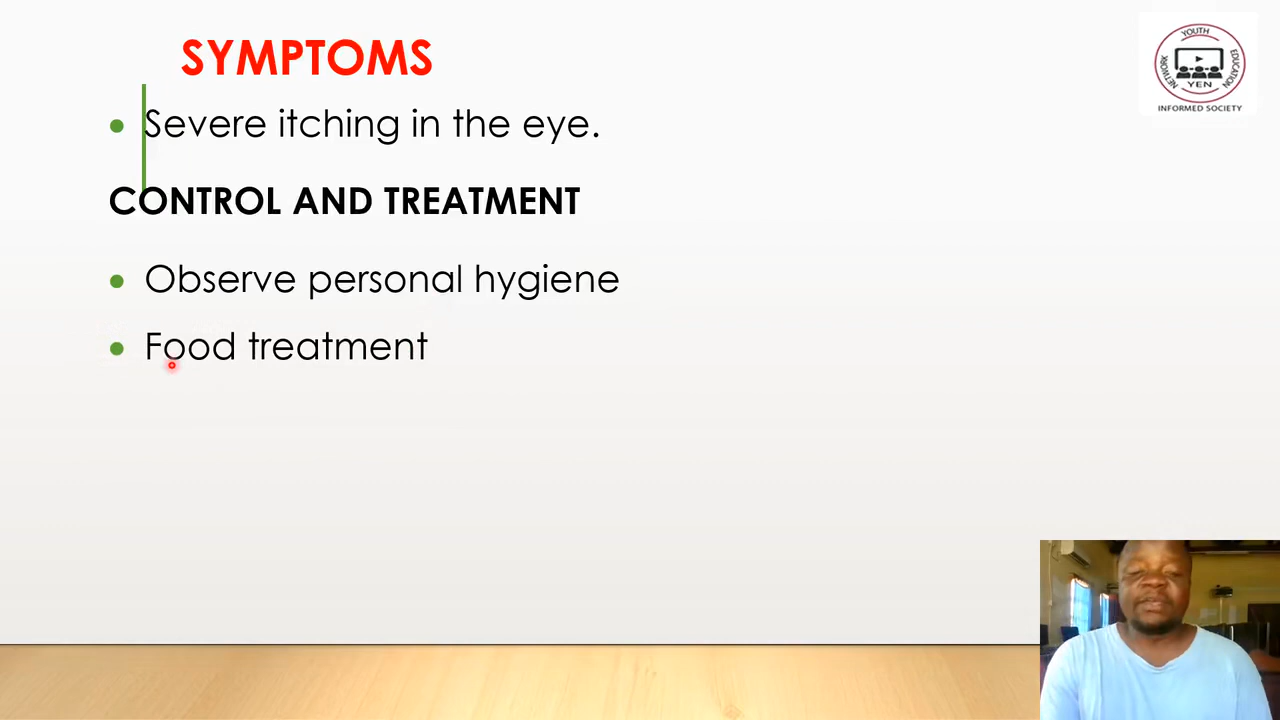 SYMPTOMS
Severe itching in the eye.
CONTROL AND TREATMENT
Observe personal hygiene
Food treatment
YOUTH
EDUCATION
NETWORK
YEN
INFORMED SOCIETY